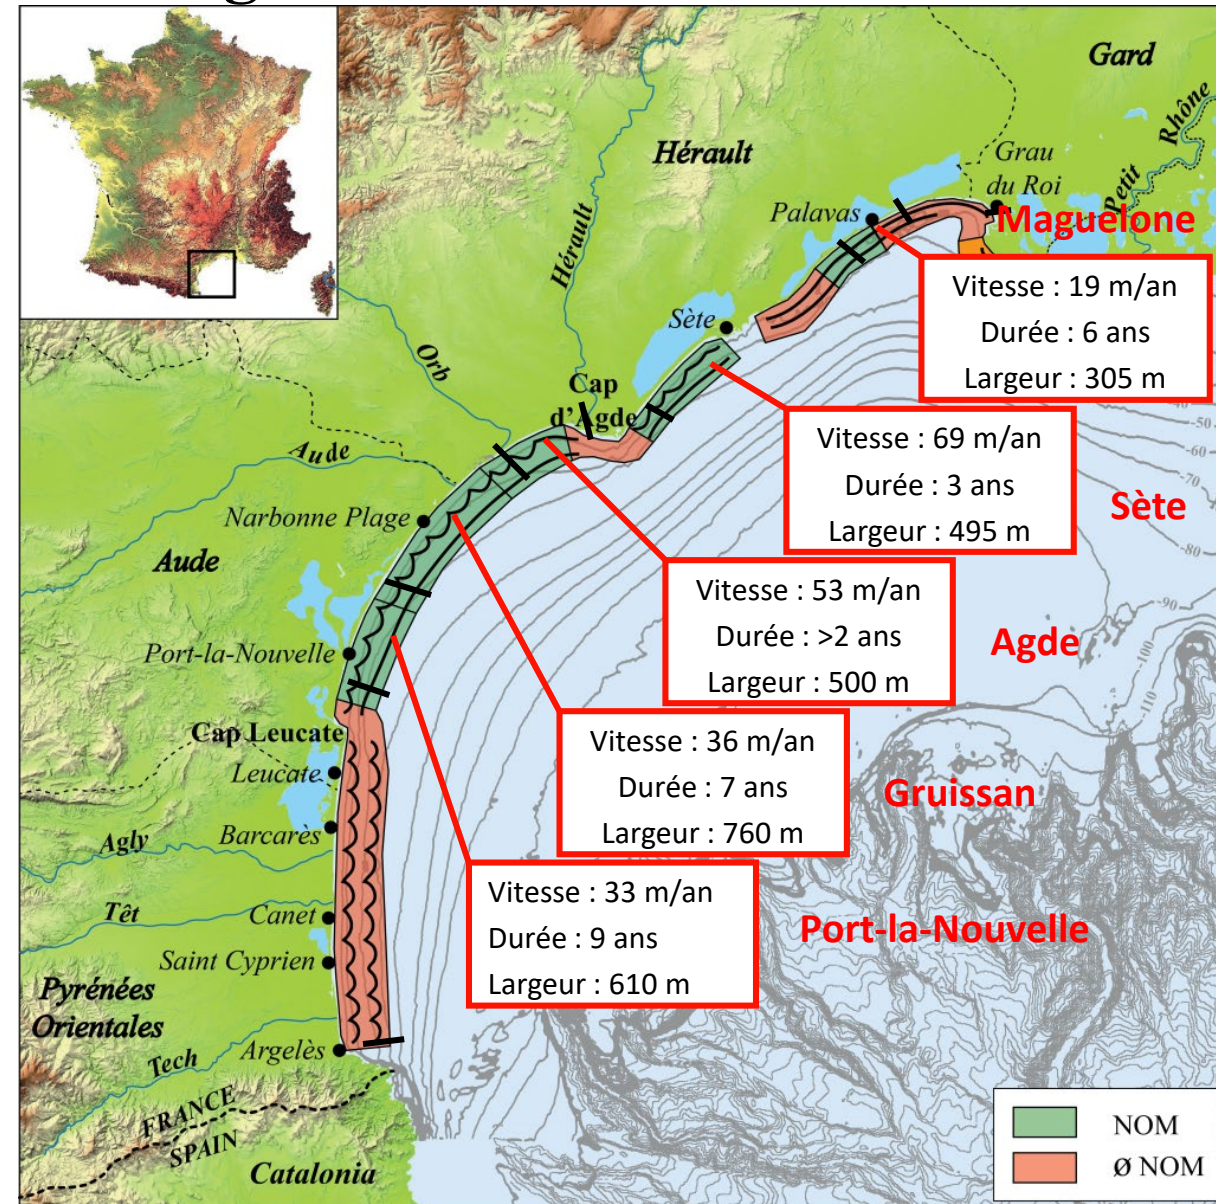 Gard
Rhône
Petit
Hérault
Grau
du Roi
Palavas
Maguelone
Vitesse : 19 m/an
Durée : 6 ans
Largeur : 305 m
Hérault
Sète
Orb
Cap
d'Agde
Vitesse : 69 m/an
Durée : 3 ans
Largeur : 495 m
Sète
-50
-60
-70
-80
Aude
Narbonne Plage
Aude
Vitesse : 53 m/an
Durée : >2 ans
Largeur : 500 m
Agde
-90
-100
-110
Port-la-Nouvelle
Cap Leucate
Leucate
Vitesse : 36 m/an
Durée : 7 ans
Largeur : 760 m
Gruissan
Barcarès
Agly
Vitesse : 33 m/an
Durée : 9 ans
Largeur : 610 m
Port-la-Nouvelle
Têt
Canet
Saint Cyprien
Pyrénées
Orientales
Tech
Argelès
FRANCE
SPAIN
Catalonia
NOM
ø NOM